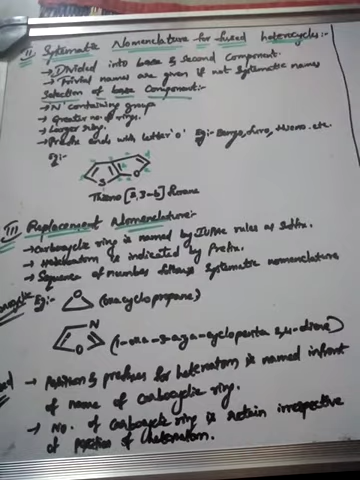 II Systematic Nomenclature for fused heterocycles:-
→ Divided into base & second component.
→ Trivial names are given if not systematic names
Selection of base Component:-
→ N' containing group
→ Greater no. of rings.
→ Larger ring.
→ Prefix ends with letter 'o' Eg:- Benzo, furo, thieno. etc.
Eg:-
S O
Thieno [2,3-b] furane
III Replacement Nomenclature:-
→ Carbocyclic ring is named by IUPAC rules as suffix.
→ Heteroatom is indicated by Prefix.
→ Sequence of number follows systematic nomenclature
Eg:- O (oxacyclopropane)
N
O (1-oxa-3-aza-cyclopenta 2,4-diene)
→ Position & prefixes for heteroatom is named infront
of name of carbocyclic ring.
→ No. of carbocyclic ring is retain irrespective
of position of heteroatom.